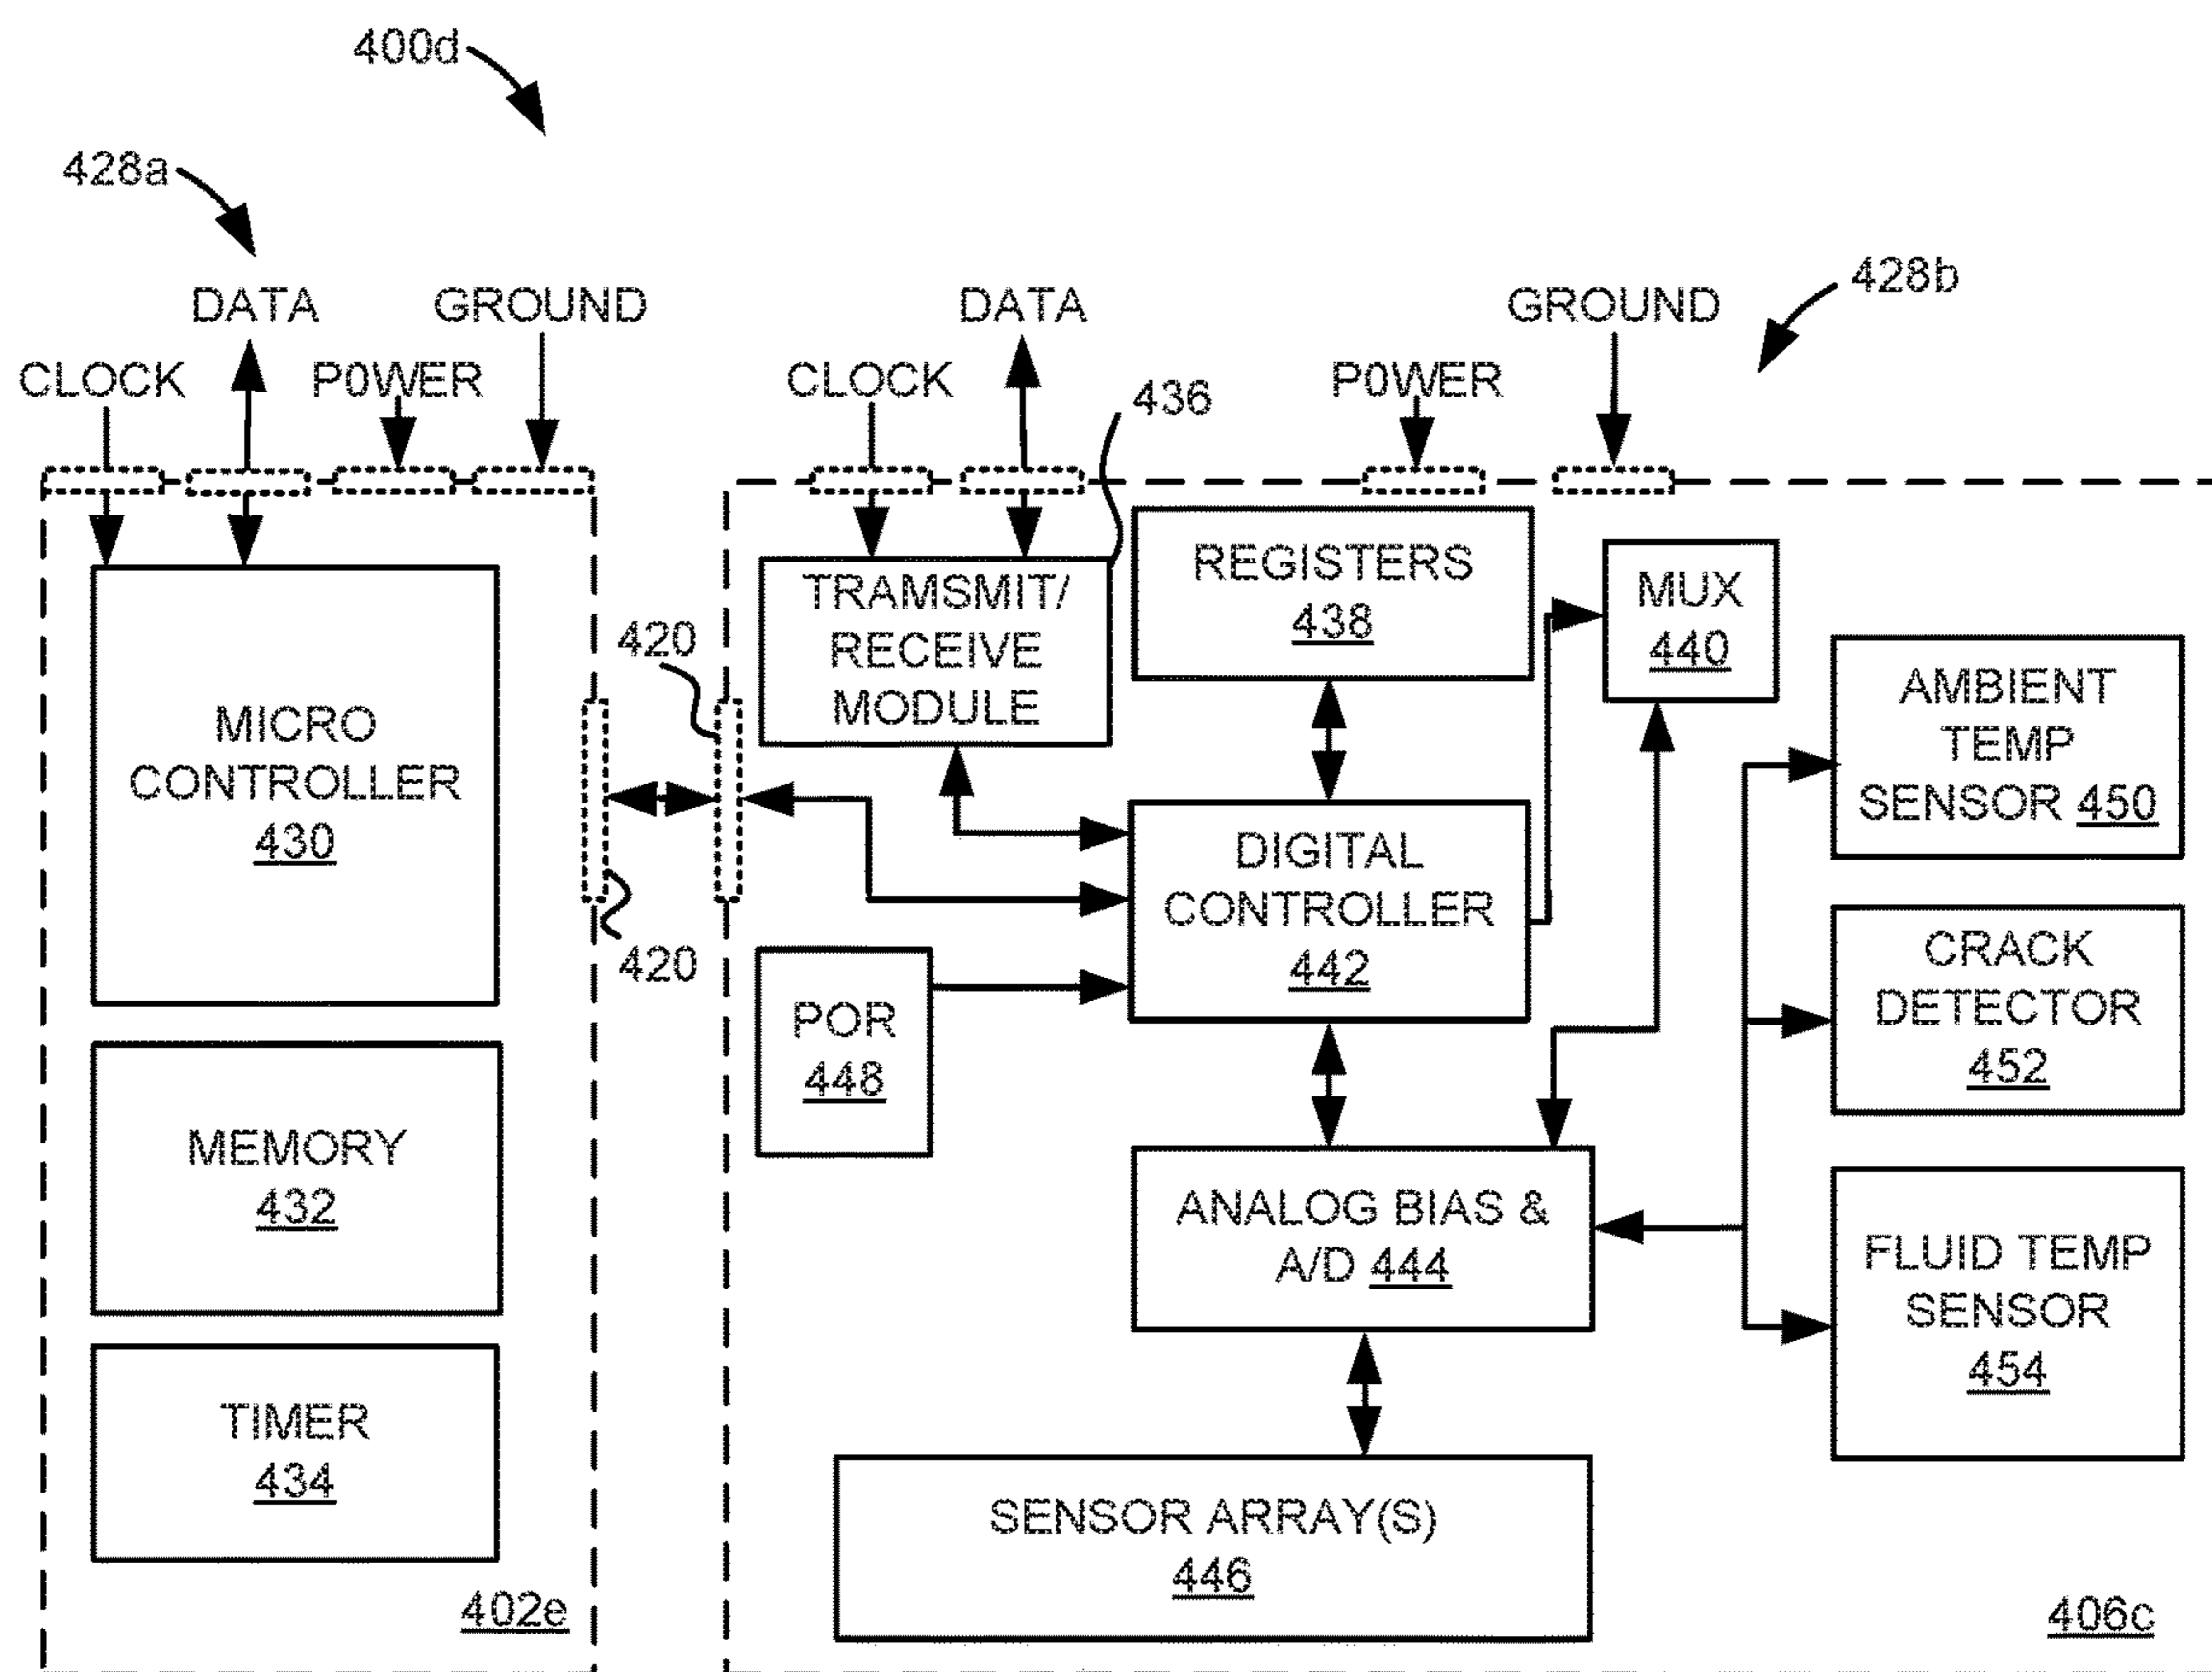 400d
428a
428b
DATA
GROUND
DATA
GROUND
CLOCK
P0WER
CLOCK
P0WER
436
MICRO
CONTROLLER
430
MEMORY
432
TIMER
434
402e
420
420
TRAMSMIT/
RECEIVE
MODULE
REGISTERS
438
MUX
440
DIGITAL
CONTROLLER
442
POR
448
ANALOG BIAS &
A/D 444
SENSOR ARRAY(S)
446
AMBIENT
TEMP
SENSOR 450
CRACK
DETECTOR
452
FLUID TEMP
SENSOR
454
406c